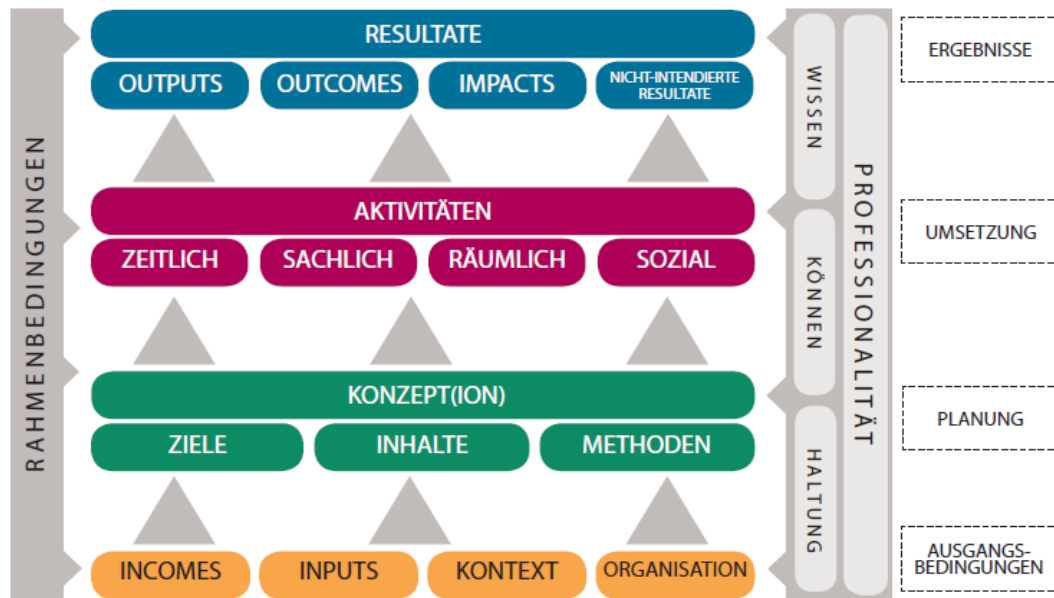 RAHMENBEDINGUNGEN
RESULTATE
OUTPUTS
OUTCOMES
IMPACTS
NICHT-INTENDIERTE
RESULTATE
AKTIVITÄTEN
ZEITLICH
SACHLICH
RÄUMLICH
SOZIAL
KONZEPT(ION)
ZIELE
INHALTE
METHODEN
INCOMES
INPUTS
KONTEXT
ORGANISATION
WISSEN
KÖNNEN
HALTUNG
PROFESSIONALITÄT
ERGEBNISSE
UMSETZUNG
PLANUNG
AUSGANGS-
BEDINGUNGEN